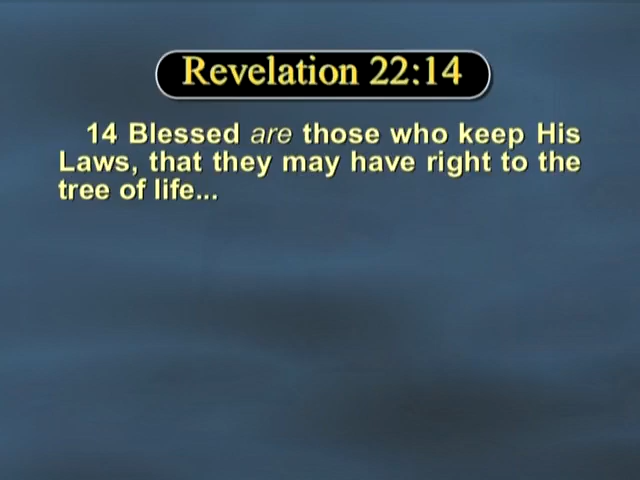 Revelation 22:14
14 Blessed are those who keep His
Laws, that they may have right to the
tree of life...